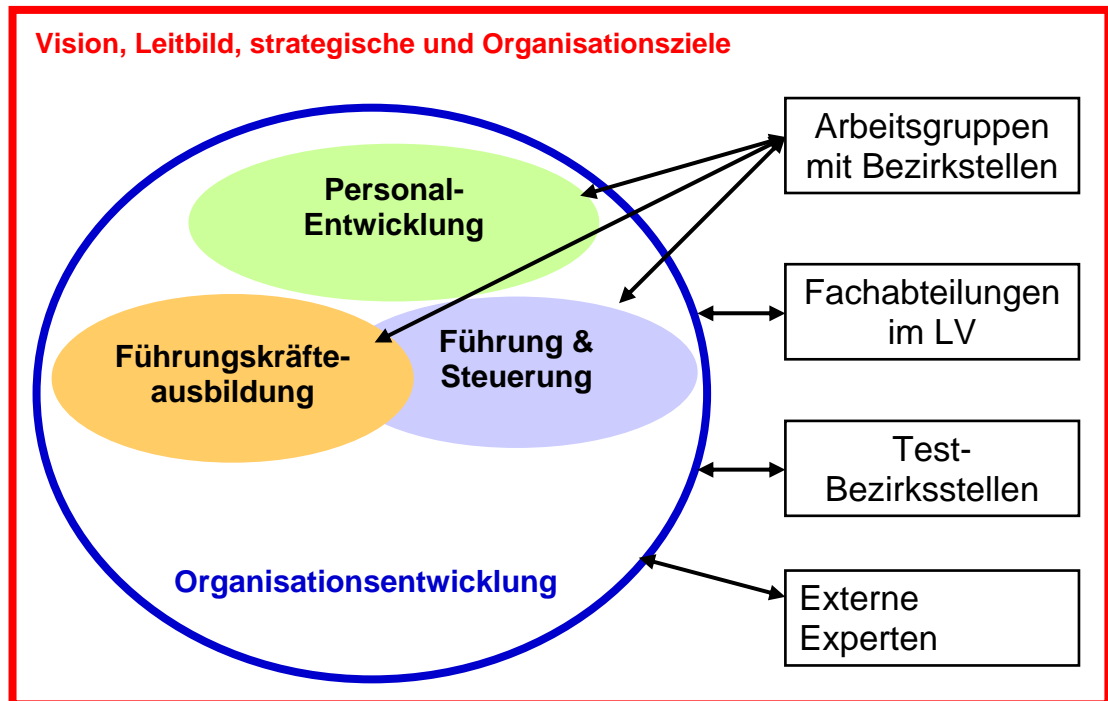 Vision, Leitbild, strategische und Organisationsziele
Personal-
Entwicklung
Führungskräfte-
ausbildung
Führung &
Steuerung
Organisationsentwicklung
Arbeitsgruppen
mit Bezirkstellen
Fachabteilungen
im LV
Test-
Bezirksstellen
Externe
Experten